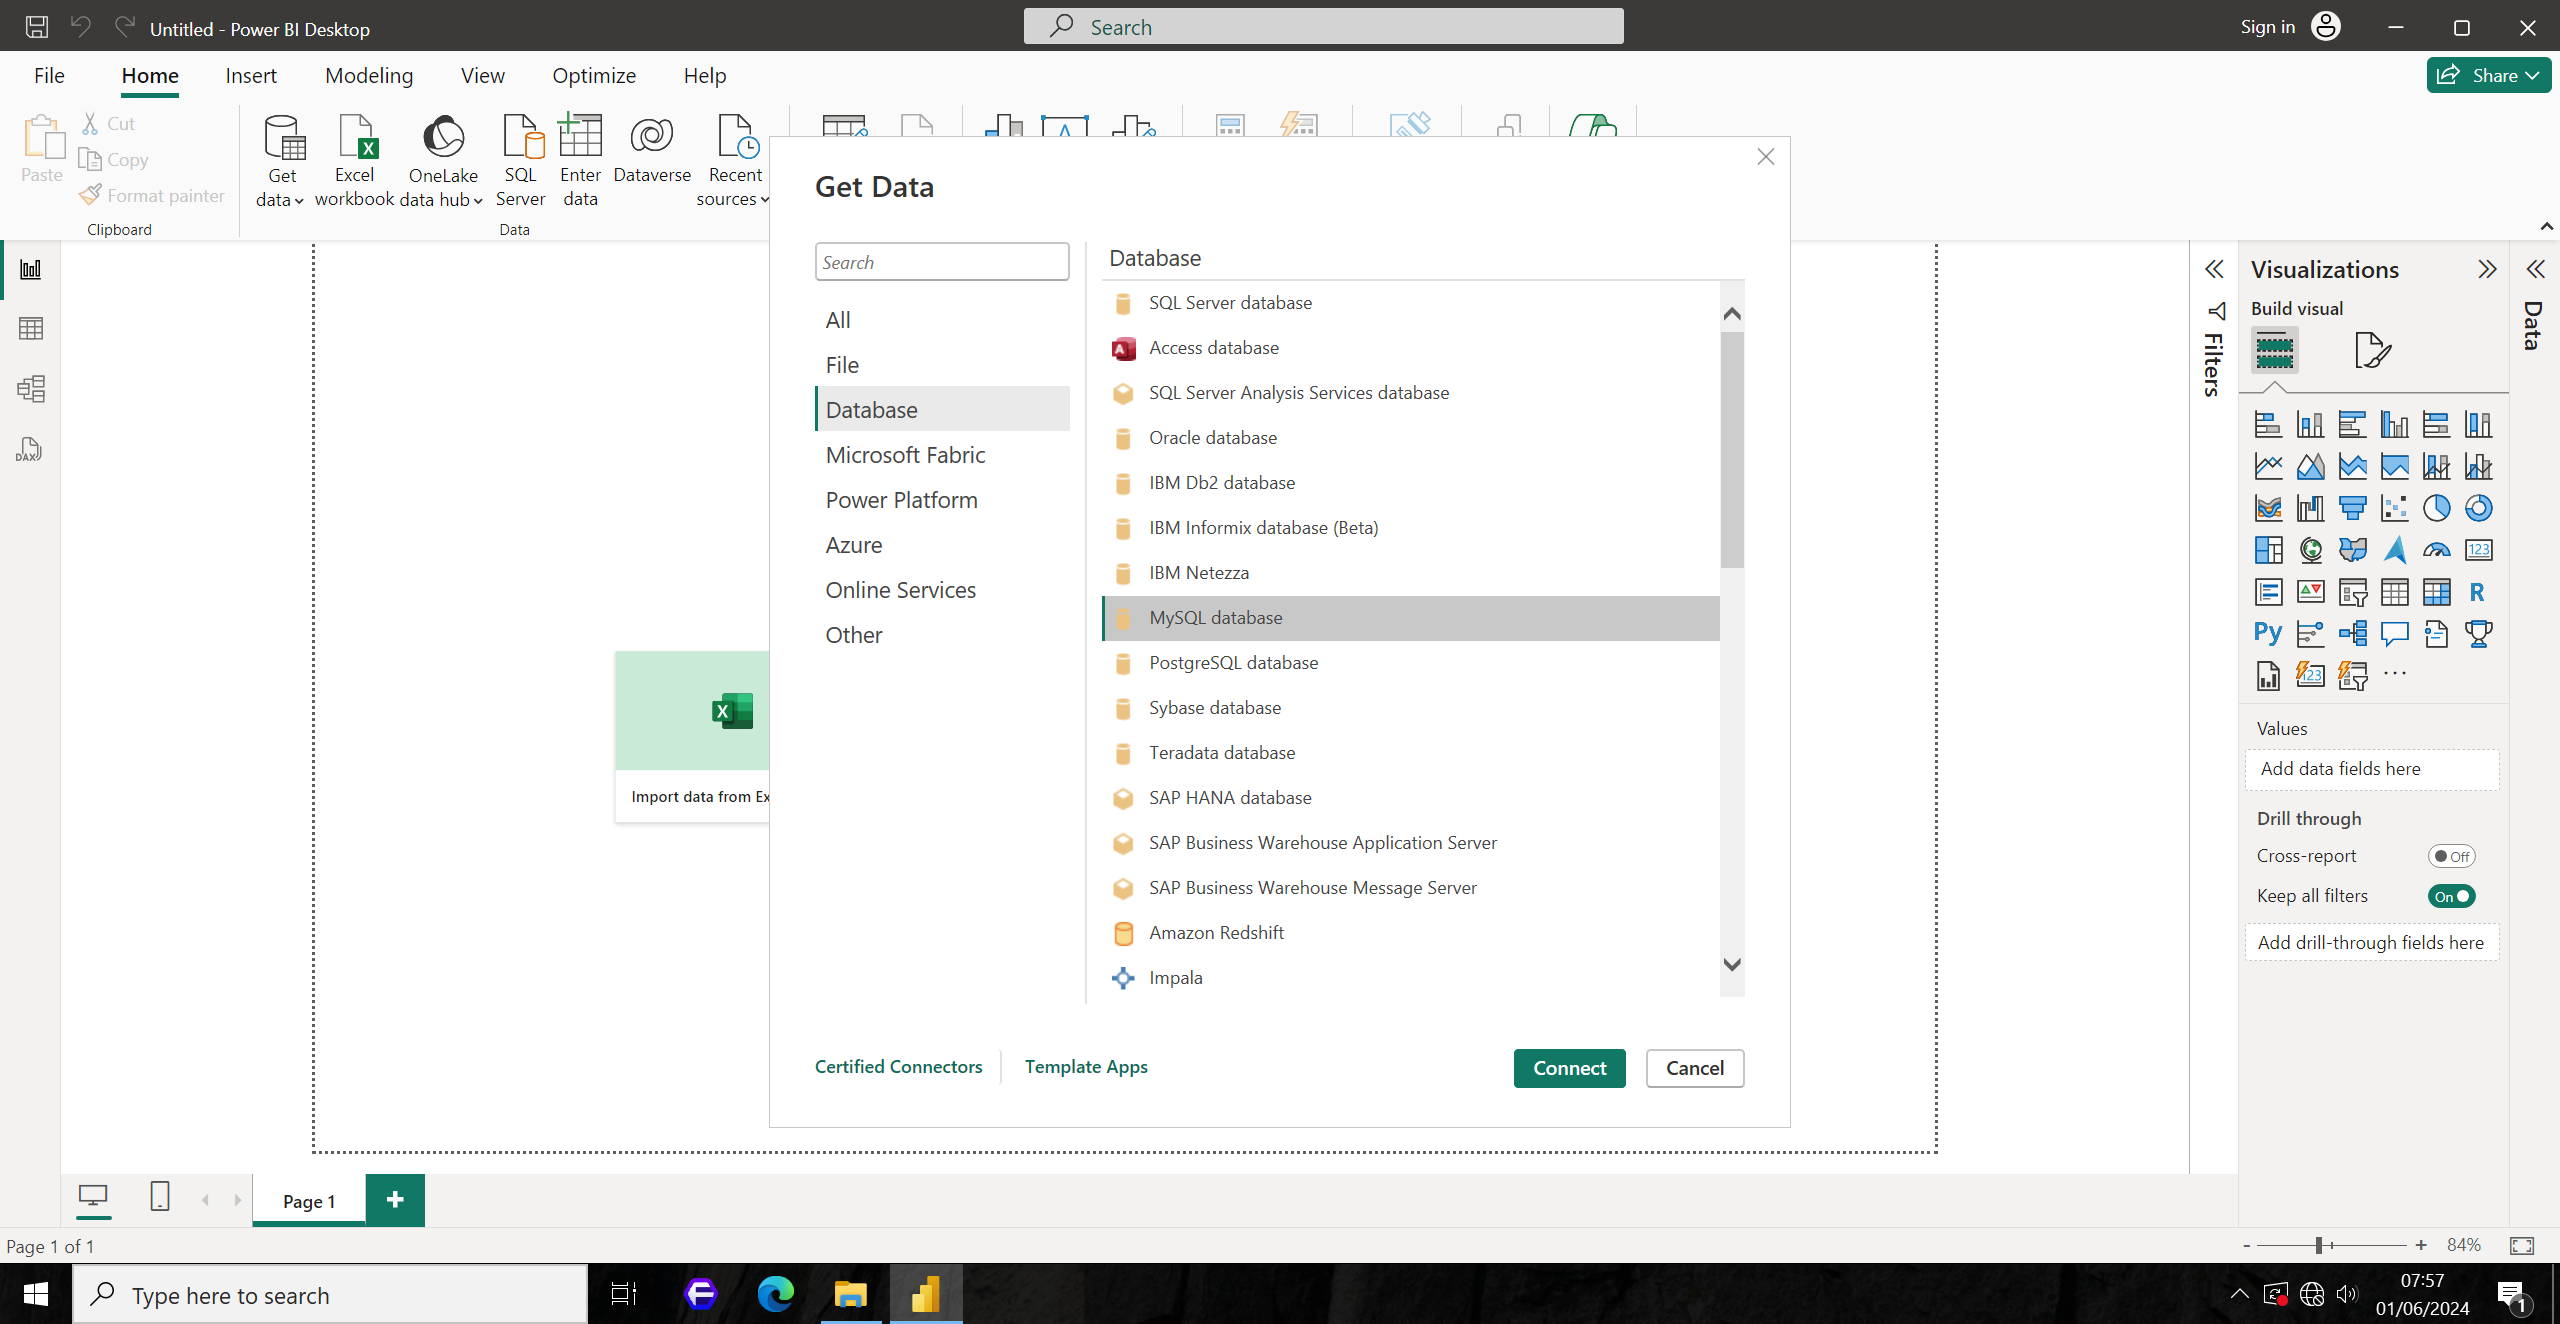 Untitled - Power BI Desktop
Search
Sign in
File
Home
Insert
Modeling
View
Optimize
Help
Share
Paste
Cut
Copy
Format painter
Clipboard
Get
data
Excel
workbook
OneLake
data hub
SQL
Server
Enter
data
Dataverse
Recent
sources
Data
Get Data
Search
All
File
Database
Microsoft Fabric
Power Platform
Azure
Online Services
Other
Database
SQL Server database
Access database
SQL Server Analysis Services database
Oracle database
IBM Db2 database
IBM Informix database (Beta)
IBM Netezza
MySQL database
PostgreSQL database
Sybase database
Teradata database
SAP HANA database
SAP Business Warehouse Application Server
SAP Business Warehouse Message Server
Amazon Redshift
Impala
Certified Connectors
Template Apps
Connect
Cancel
Import data from Ex
Filters
Visualizations
Build visual
Data
DAX
123
R
Py
123
Values
Add data fields here
Drill through
Cross-report
Off
Keep all filters
On
Add drill-through fields here
Page 1
Page 1 of 1
84%
Type here to search
07:57
01/06/2024
1